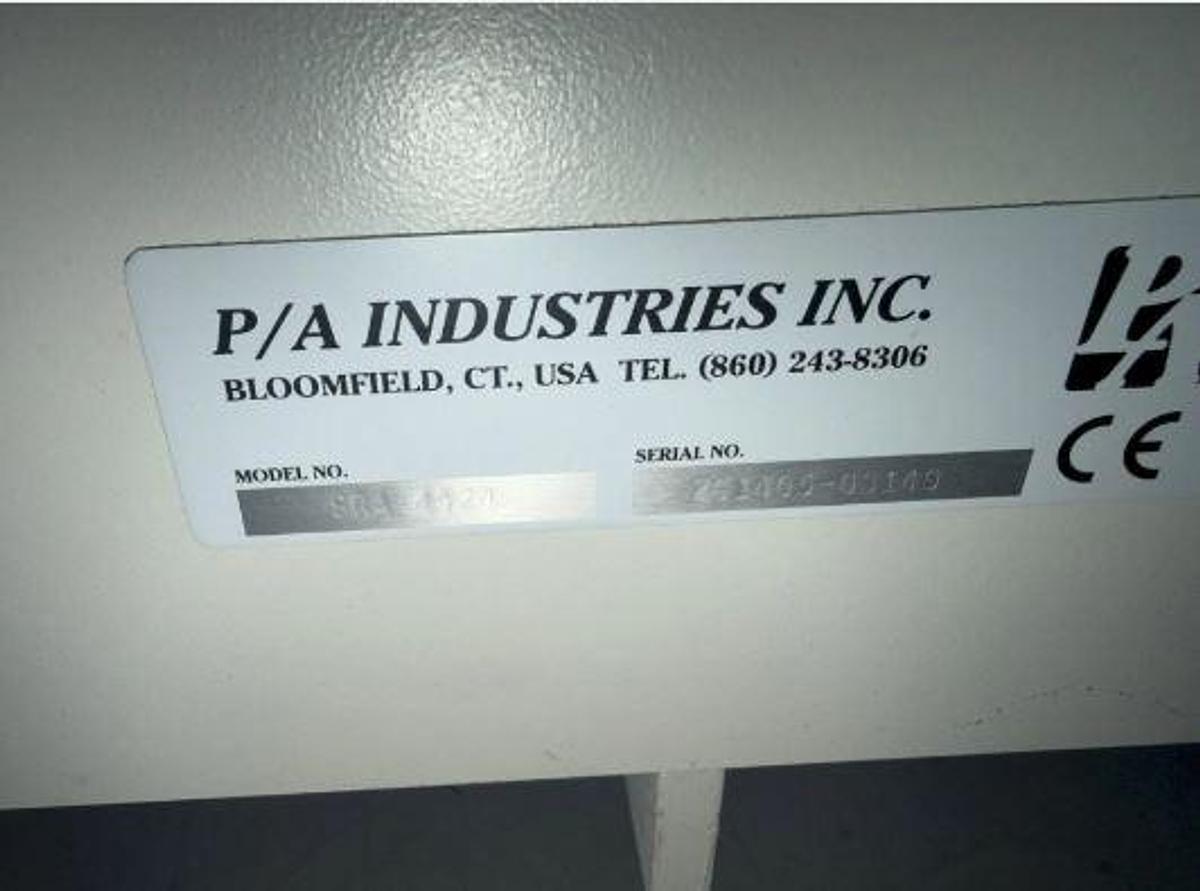 P/A INDUSTRIES INC.
BLOOMFIELD, CT., USA TEL. (860) 243-8306
MODEL NO.
SERIAL NO.
CE